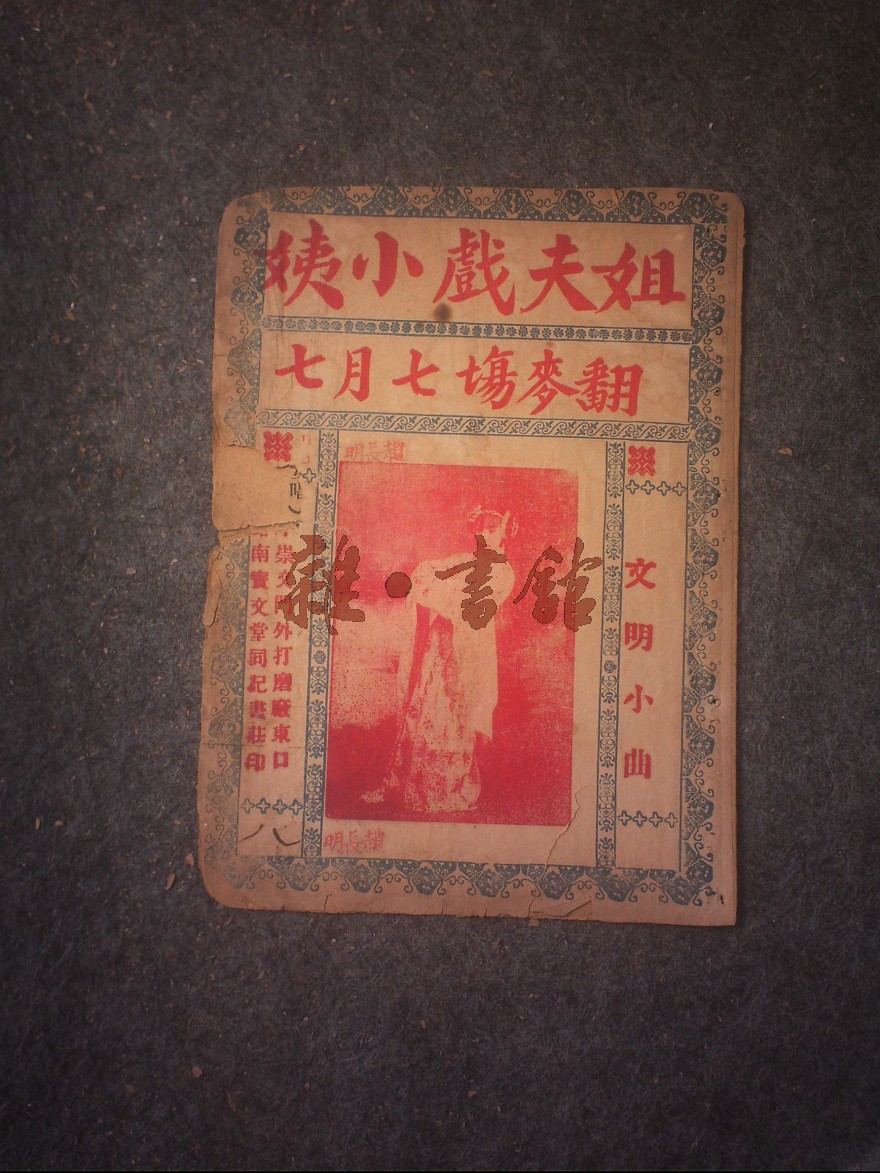 姐夫戲小姨
翻麥塲七月七
文明小曲
趙長明
趙長明
崇文門外打磨廠東口
南寶文堂同記書莊印
雜·書館